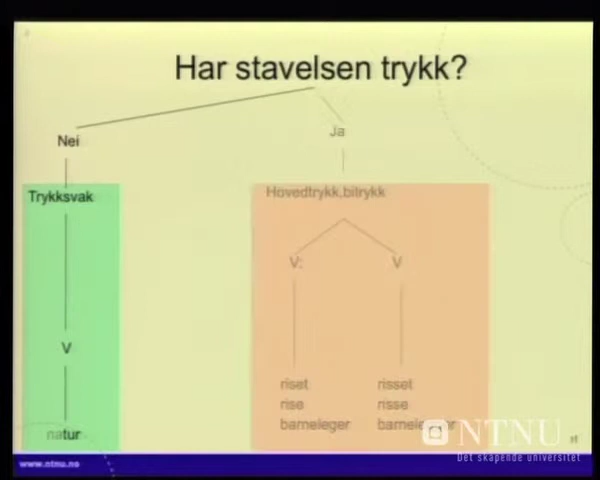 Har stavelsen trykk?
Nei
Ja
Trykksvak
Hovedtrykk,bitrykk
V:
V
V
riset
risset
rise
risse
barneleger
natur
NTNU
Det skapende universitet
www.ntnu.no